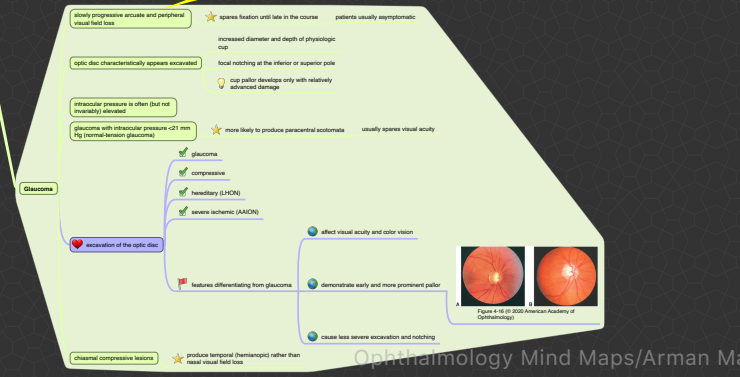 slowly progressive arcuate and peripheral
visual field loss
spares fixation until late in the course
patients usually asymptomatic
increased diameter and depth of physiologic
cup
optic disc characteristically appears excavated
focal notching at the inferior or superior pole
cup pallor develops only with relatively
advanced damage
intraocular pressure is often (but not
invariably) elevated
glaucoma with intraocular pressure <21 mm
Hg (normal-tension glaucoma)
more likely to produce paracentral scotomata
usually spares visual acuity
glaucoma
compressive
hereditary (LHON)
severe ischemic (AAION)
Glaucoma
excavation of the optic disc
affect visual acuity and color vision
features differentiating from glaucoma
demonstrate early and more prominent pallor
A
B
Figure 4-16 (© 2020 American Academy of
Ophthalmology)
cause less severe excavation and notching
chiasmal compressive lesions
produce temporal (hemianopic) rather than
nasal visual field loss
Ophthalmology Mind Maps/Arman Ma